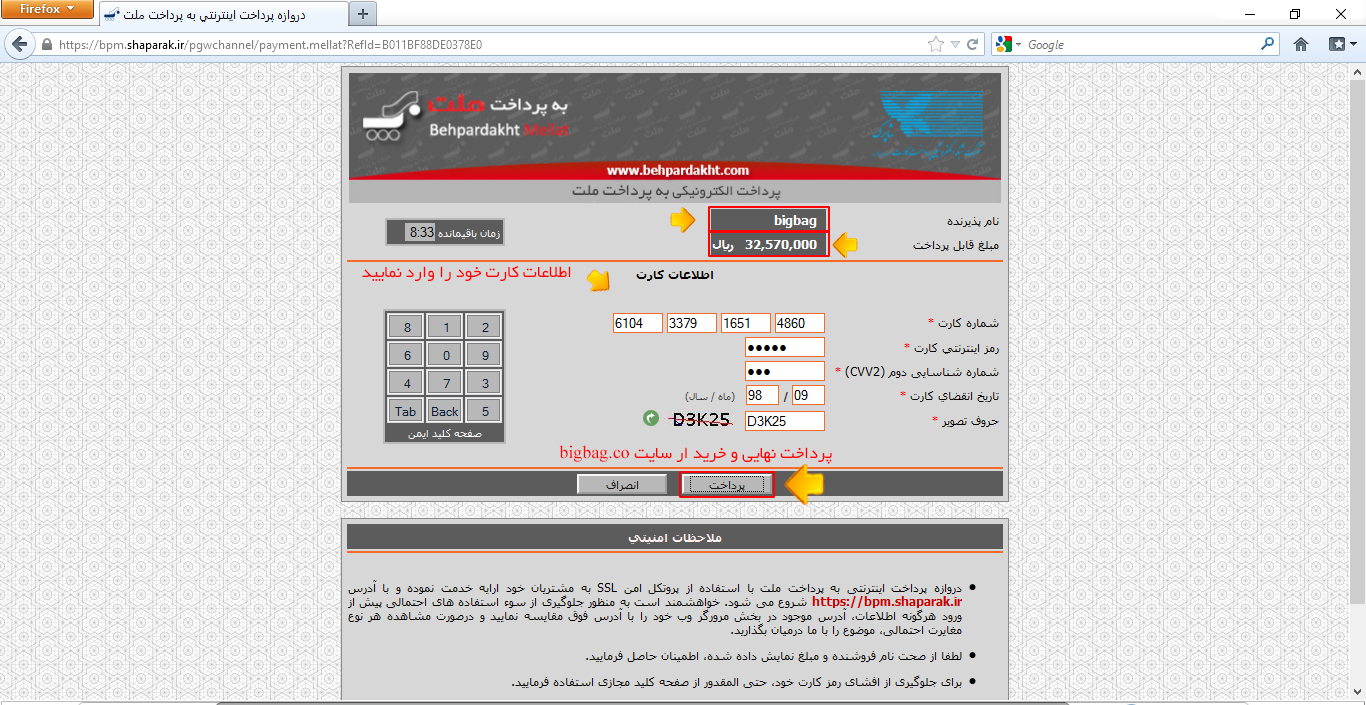 Firefox
دروازه پرداخت اینترنتي به پرداخت ملت
https://bpm.shaparak.ir/pgwchannel/payment.mellat?RefId=B011BF88DE0378E0
Google
به پرداخت ملت
Behpardakht Mellat
شاپرک
www.behpardakht.com
پرداخت الکترونیکی به پرداخت ملت
نام پذیرنده bigbag
زمان باقیمانده 8:33
مبلغ قابل پرداخت 32,570,000 ریال
اطلاعات کارت
اطلاعات کارت خود را وارد نمایید
شماره کارت * 6104 3379 1651 4860
رمز اینترنتي کارت *
شماره شناسایی دوم (CVV2) *
تاریخ انقضاي کارت * 09 / 98 (ماه / سال)
حروف تصویر * D3K25 D3K25
8 1 2
6 0 9
4 7 3
Tab Back 5
صفحه کلید ایمن
پرداخت نهایی و خرید ار سایت bigbag.co
پرداخت
انصراف
ملاحظات امنیتي
دروازه پرداخت اینترنتی به پرداخت ملت با استفاده از پروتکل امن SSL به مشتریان خود ارایه خدمت نموده و با آدرس
https://bpm.shaparak.ir شروع می شود. خواهشمند است به منظور جلوگیری از سوء استفاده های احتمالی پیش از
ورود هرگونه اطلاعات، آدرس موجود در بخش مرورگر وب خود را با آدرس فوق مقایسه نمایید و درصورت مشاهده هر نوع
مغایرت احتمالی، موضوع را با ما درمیان بگذارید.
لطفا از صحت نام فروشنده و مبلغ نمایش داده شده، اطمینان حاصل فرمایید.
برای جلوگیری از افشای رمز کارت خود، حتی المقدور از صفحه کلید مجازی استفاده فرمایید.